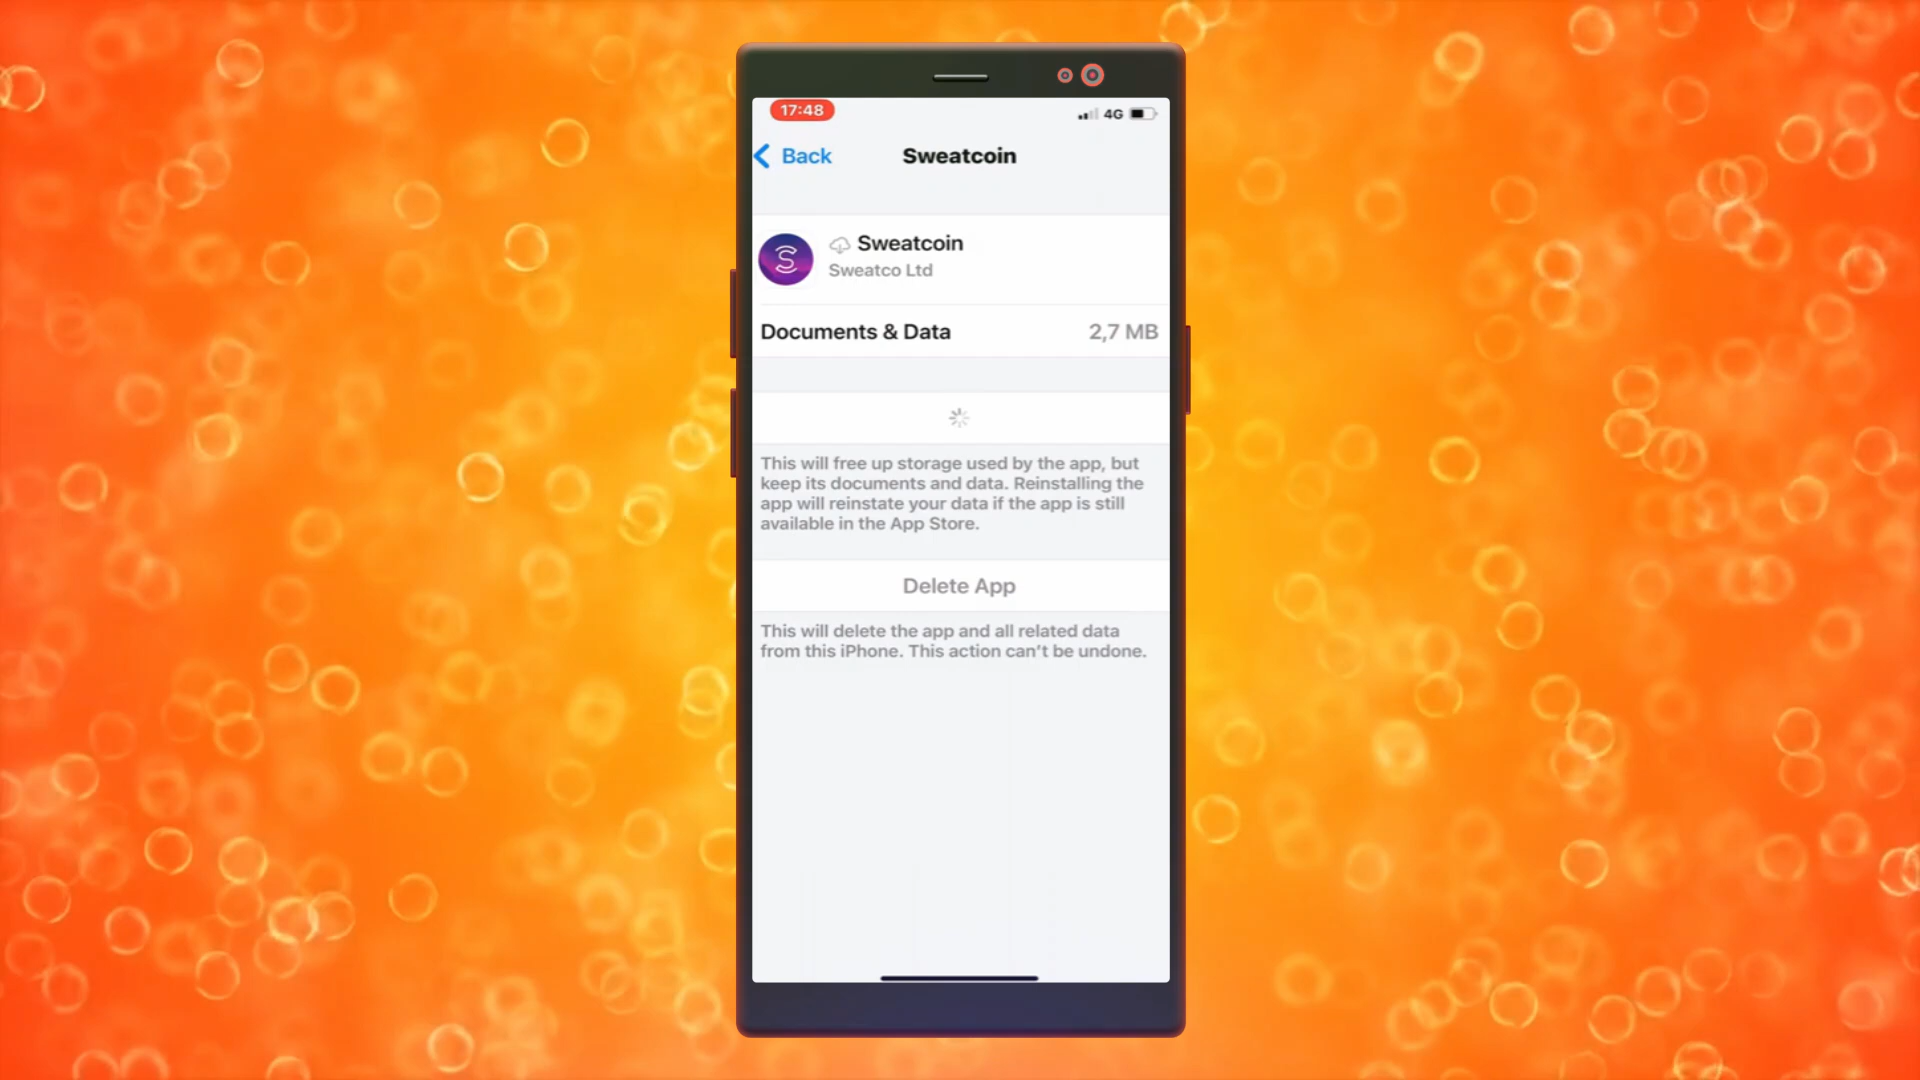 17:48
4G
Back
Sweatcoin
Sweatcoin
Sweatco Ltd
Documents & Data
2,7 MB
This will free up storage used by the app, but
keep its documents and data. Reinstalling the
app will reinstate your data if the app is still
available in the App Store.
Delete App
This will delete the app and all related data
from this iPhone. This action can't be undone.